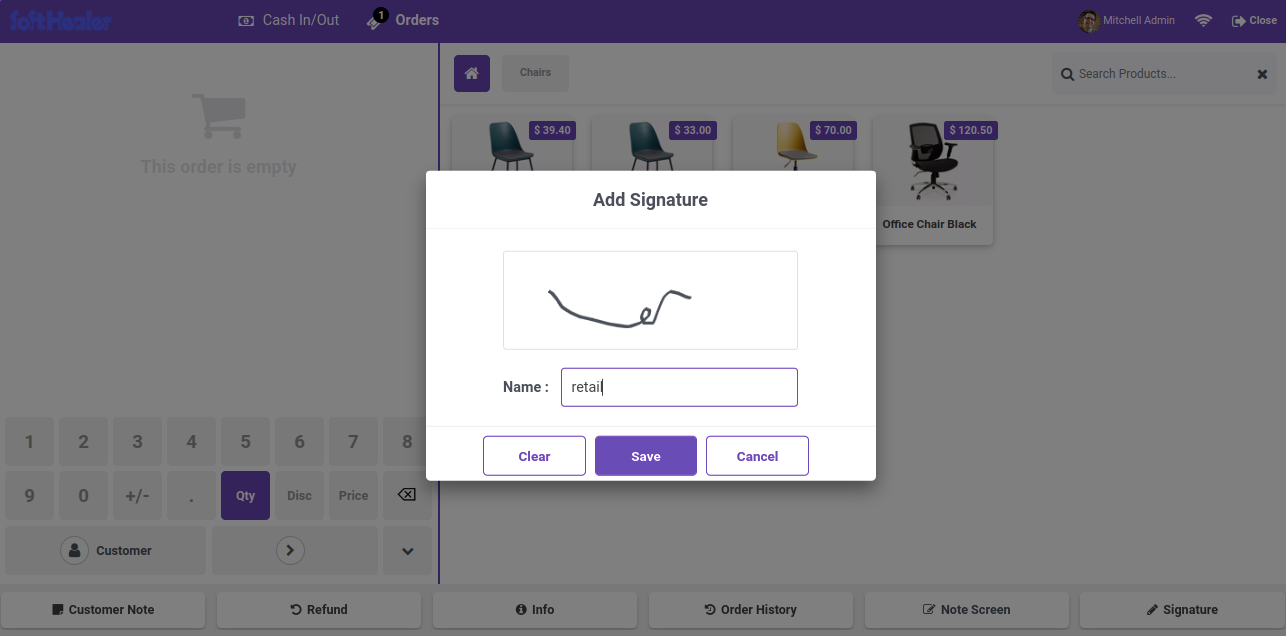 SoftHealer
Cash In/Out
1
Orders
Mitchell Admin
Close
Chairs
Search Products...
This order is empty
$ 39.40
$ 33.00
$ 70.00
$ 120.50
Office Chair Black
Add Signature
Name :
retail
Clear
Save
Cancel
1 2 3 4 5 6 7 8
9 0 +/- . Qty Disc Price
Customer
Customer Note
Refund
Info
Order History
Note Screen
Signature